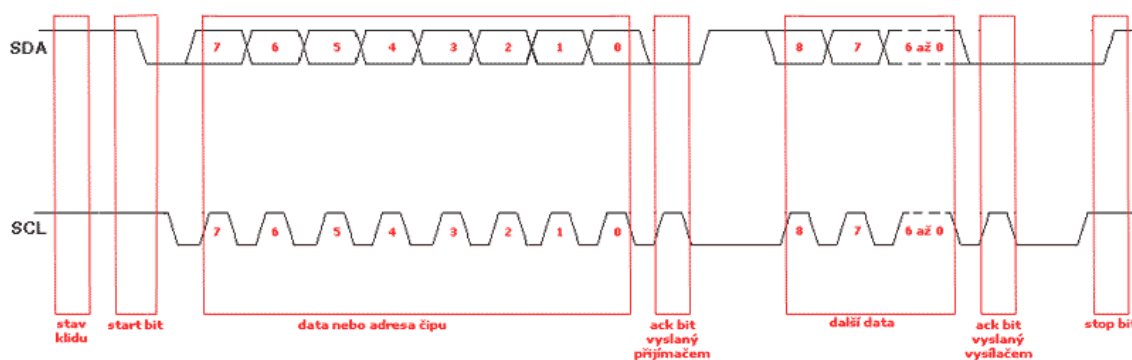 SDA
7 6 5 4 3 2 1 0
8 7 6 až 0
SCL
7 6 5 4 3 2 1 0
8 7 6 až 0
stav
klidu
start bit
data nebo adresa čipu
ack bit
vyslaný
přijímačem
další data
ack bit
vyslaný
vysílačem
stop bit